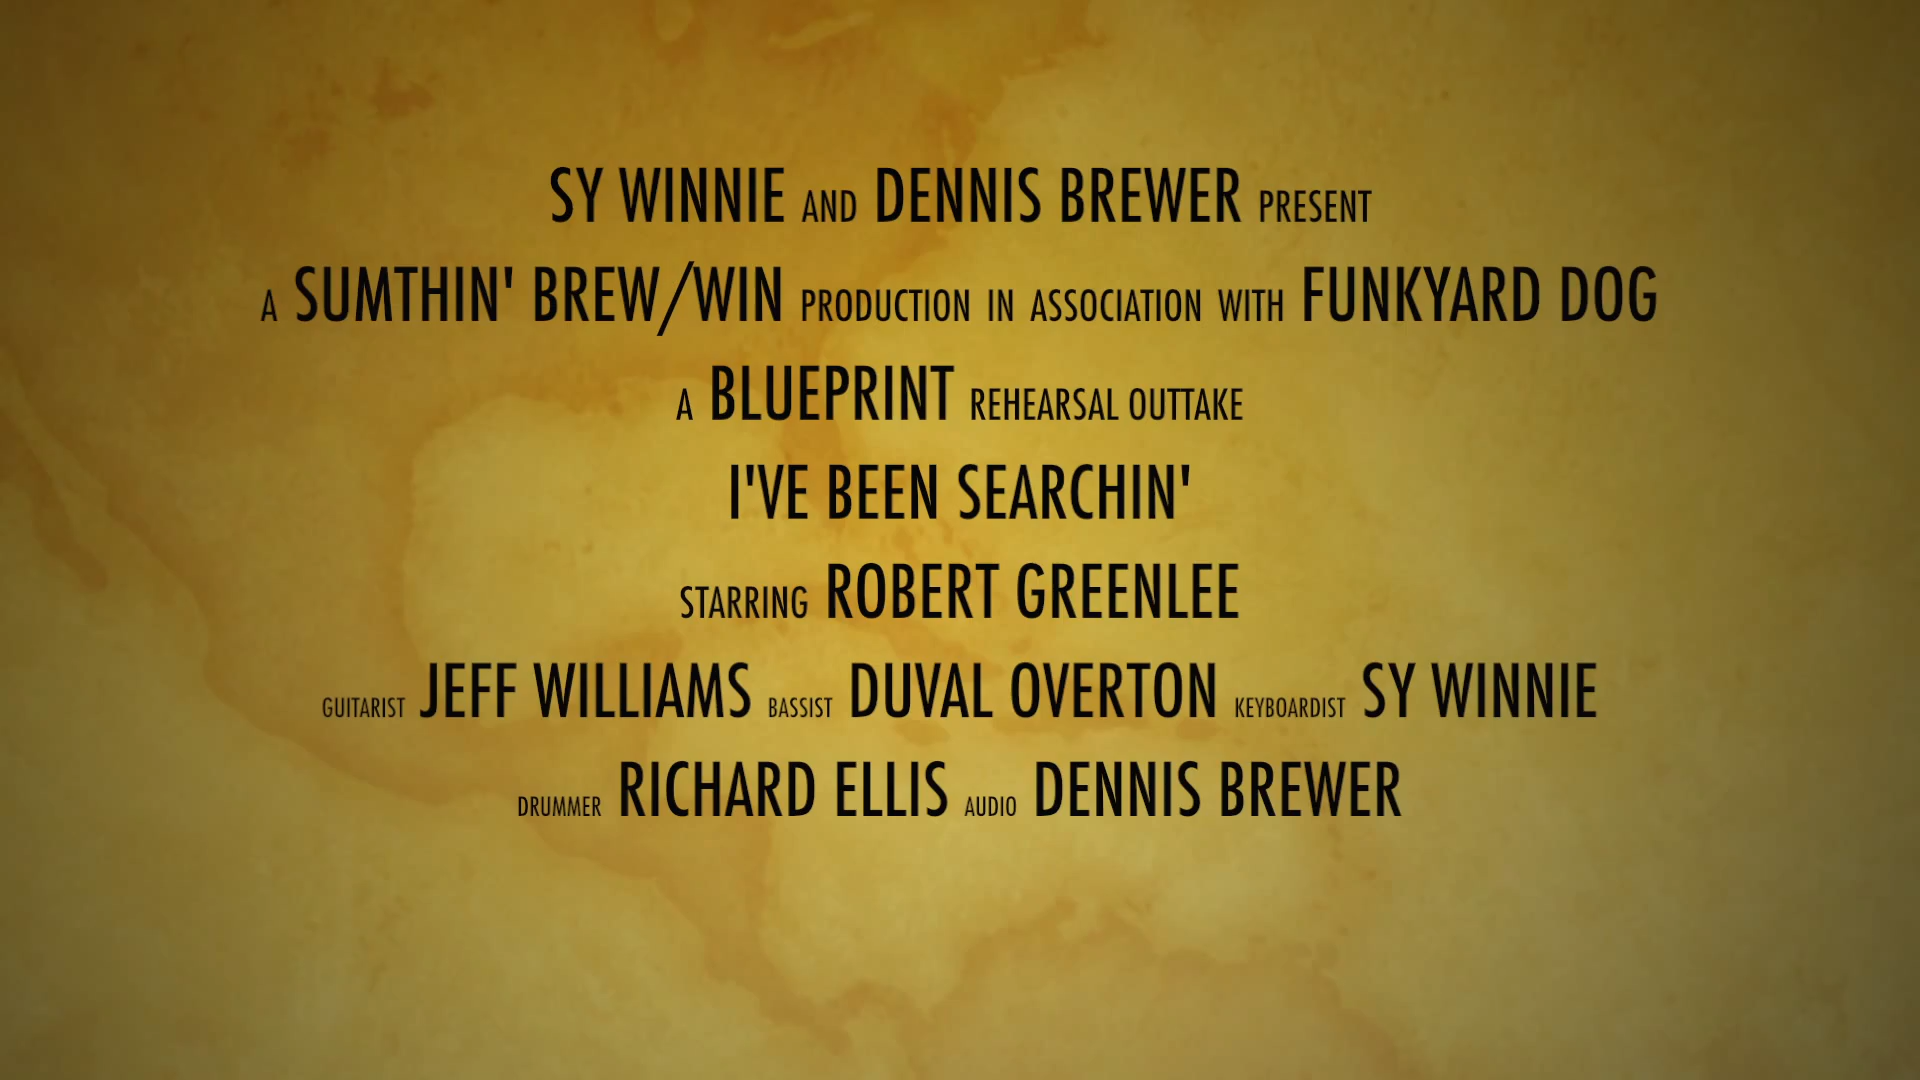 SY WINNIE AND DENNIS BREWER PRESENT
A SUMTHIN' BREW/WIN PRODUCTION IN ASSOCIATION WITH FUNKYARD DOG
A BLUEPRINT REHEARSAL OUTTAKE
I'VE BEEN SEARCHIN'
STARRING ROBERT GREENLEE
GUITARIST JEFF WILLIAMS BASSIST DUVAL OVERTON KEYBOARDIST SY WINNIE
DRUMMER RICHARD ELLIS AUDIO DENNIS BREWER